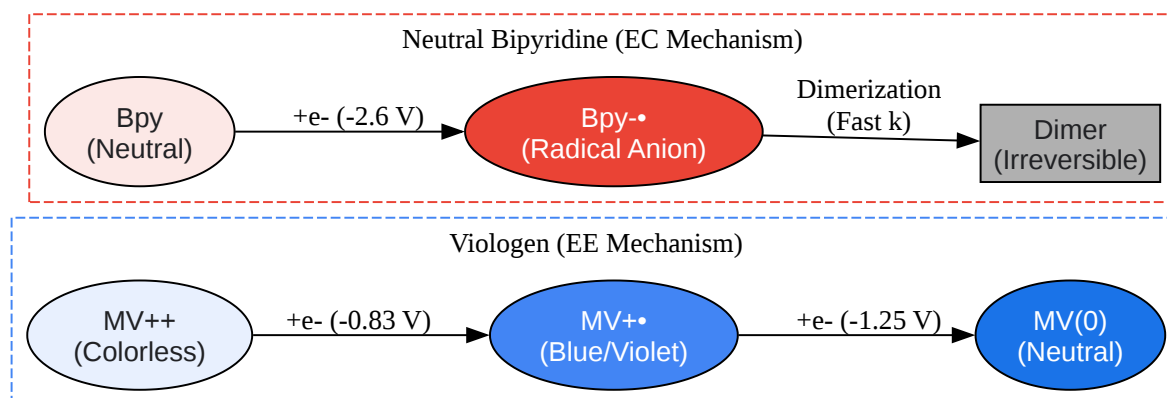 Neutral Bipyridine (EC Mechanism)
Bpy
(Neutral)
+e- (-2.6 V)
Bpy-•
(Radical Anion)
Dimerization
(Fast k)
Dimer
(Irreversible)
Viologen (EE Mechanism)
MV++
(Colorless)
+e- (-0.83 V)
MV+•
(Blue/Violet)
+e- (-1.25 V)
MV(0)
(Neutral)